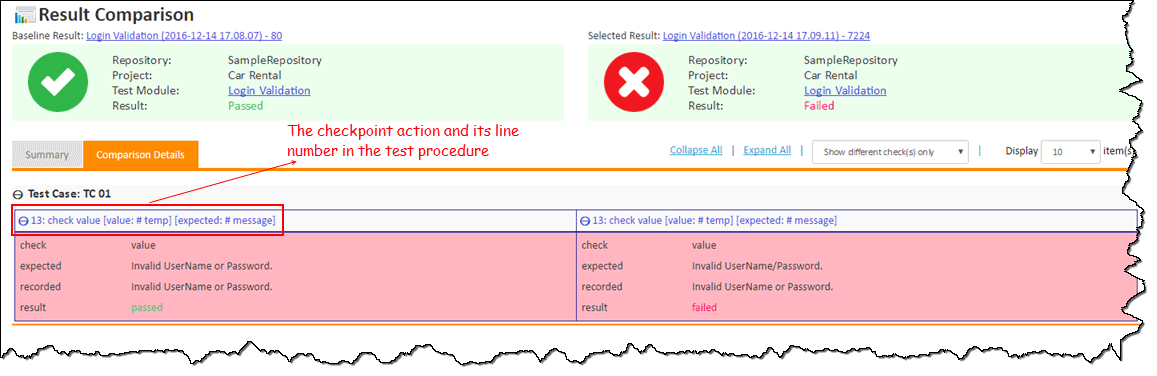 Result Comparison
Baseline Result: Login Validation (2016-12-14 17.08.07) - 80
Selected Result: Login Validation (2016-12-14 17.09.11) - 7224
Repository: SampleRepository
Project: Car Rental
Test Module: Login Validation
Result: Passed
Repository: SampleRepository
Project: Car Rental
Test Module: Login Validation
Result: Failed
The checkpoint action and its line
number in the test procedure
Summary
Comparison Details
Collapse All | Expand All | Show different check(s) only | Display 10 item(s
Test Case: TC 01
13: check value [value: # temp] [expected: # message]
13: check value [value: # temp] [expected: # message]
check value
expected Invalid UserName or Password.
recorded Invalid UserName or Password.
result passed
check value
expected Invalid UserName/Password.
recorded Invalid UserName or Password.
result failed